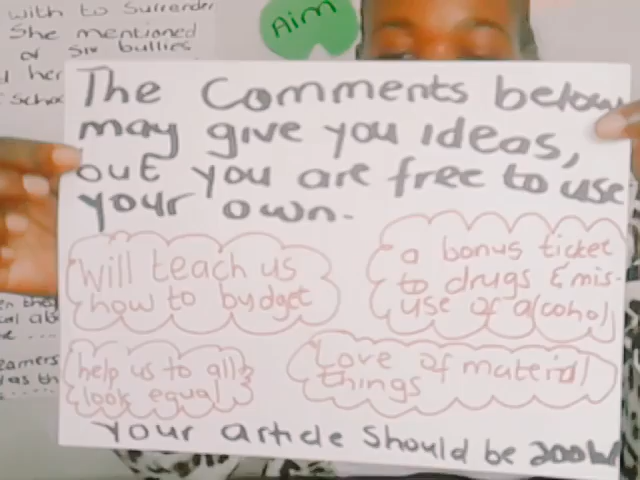 with to Surrender
She mentioned
of Six bullies
her
Aim
The Comments below
may give you ideas,
but you are free to use
your own.
Will teach us
how to budget
a bonus ticket
to drugs & mis-
use of alcohol
help us to all
look equal
Love of material
things
Your article should be 200W